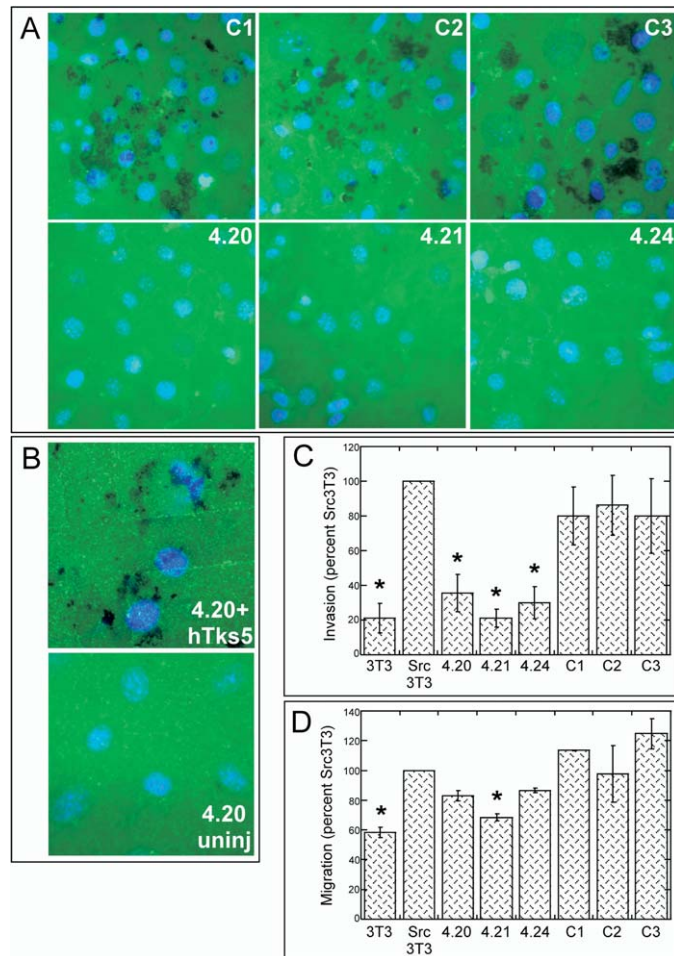 A
C1
C2
C3
4.20
4.21
4.24
B
4.20+
hTks5
4.20
uninj
C
Invasion (percent Src3T3)
120
100
80
60
40
20
0
3T3
Src
3T3
4.20
4.21
4.24
C1
C2
C3
*
*
*
*
D
Migration (percent Src3T3)
140
120
100
80
60
40
20
0
3T3
Src
3T3
4.20
4.21
4.24
C1
C2
C3
*
*